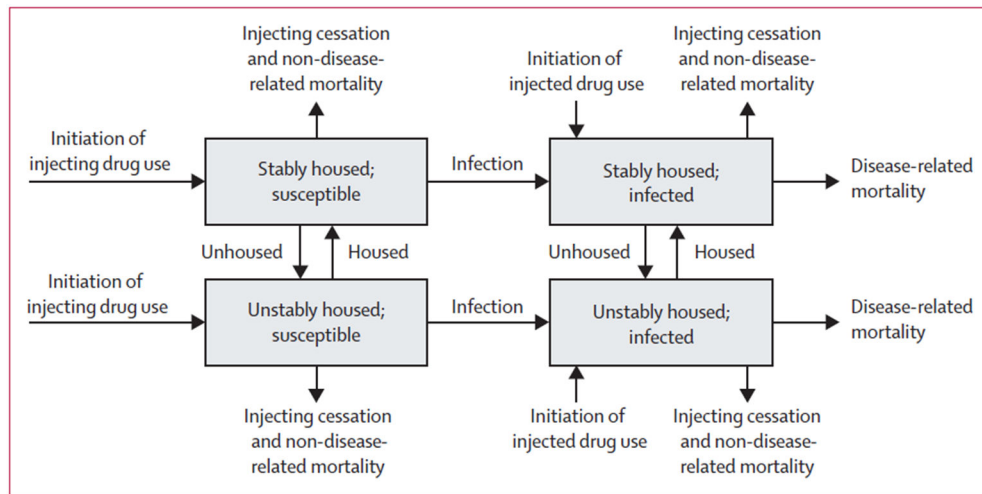 Injecting cessation
and non-disease-
related mortality
Initiation of
injected drug use
Injecting cessation
and non-disease-
related mortality
Initiation of
injecting drug use
Stably housed;
susceptible
Infection
Stably housed;
infected
Disease-related
mortality
Unhoused
Housed
Unhoused
Housed
Initiation of
injecting drug use
Unstably housed;
susceptible
Infection
Unstably housed;
infected
Disease-related
mortality
Injecting cessation
and non-disease-
related mortality
Initiation of
injected drug use
Injecting cessation
and non-disease-
related mortality